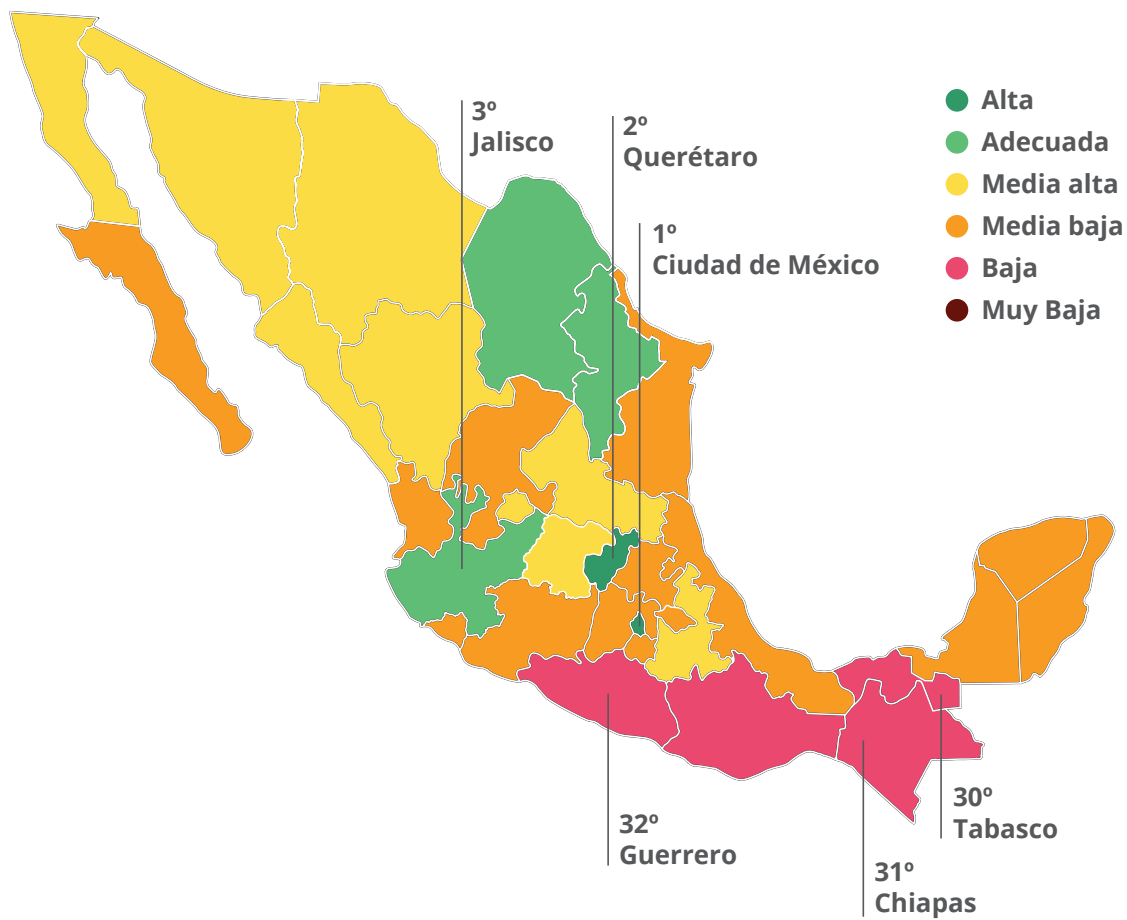 3º
Jalisco
2º
Querétaro
1º
Ciudad de México
Alta
Adecuada
Media alta
Media baja
Baja
Muy Baja
32º
Guerrero
31º
Chiapas
30º
Tabasco